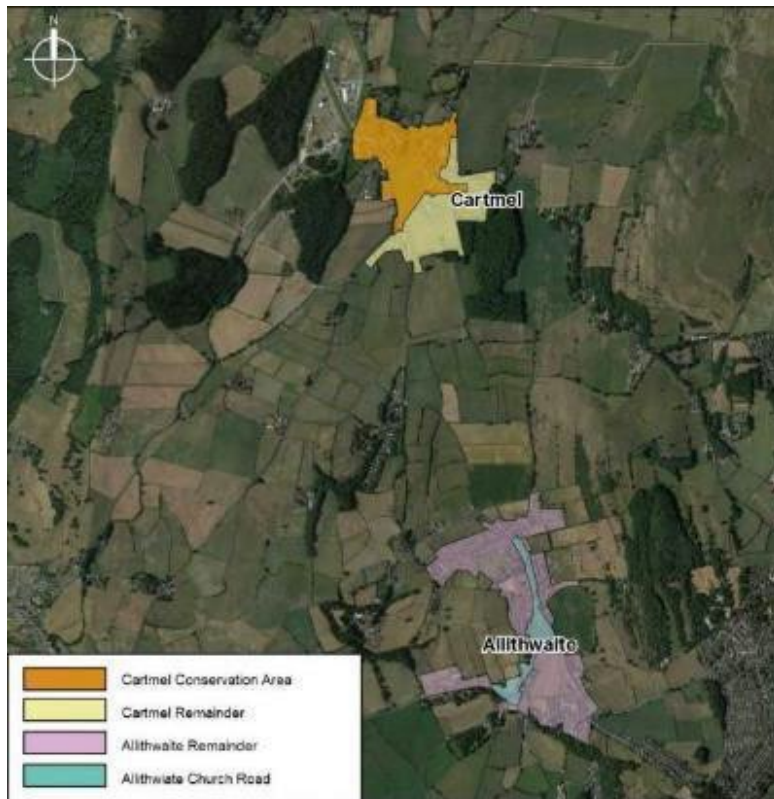 N
Cartmel
Allithwaite
Cartmel Conservation Area
Cartmel Remainder
Allithwaite Remainder
Allithwiate Church Road